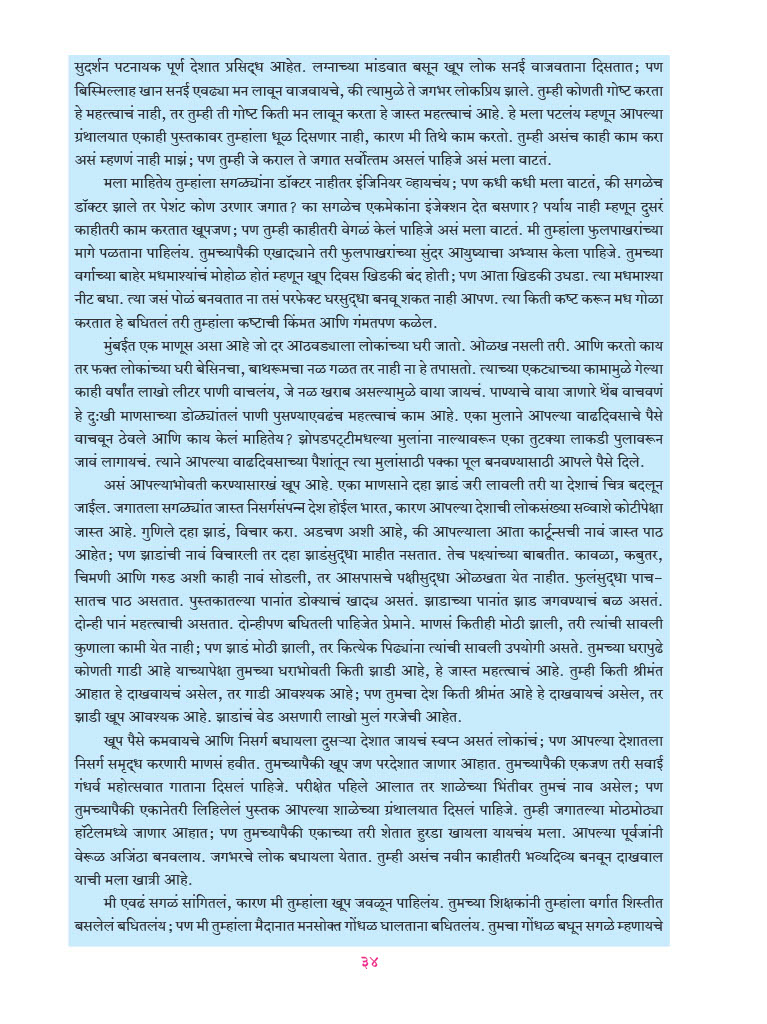 सुदर्शन पटनायक पूर्ण देशात प्रसिद्ध आहेत. लग्नाच्या मांडवात बसून खूप लोक सनई वाजवताना दिसतात; पण
बिस्मिल्लाह खान सनई एवढ्या मन लावून वाजवायचे, की त्यामुळे ते जगभर लोकप्रिय झाले. तुम्ही कोणती गोष्ट करता
हे महत्त्वाचं नाही, तर तुम्ही ती गोष्ट किती मन लावून करता हे जास्त महत्त्वाचं आहे. हे मला पटलंय म्हणून आपल्या
ग्रंथालयात एकाही पुस्तकावर तुम्हांला धूळ दिसणार नाही, कारण मी तिथे काम करतो. तुम्ही असंच काही काम करा
असं म्हणणं नाही माझं; पण तुम्ही जे कराल ते जगात सर्वोत्तम असलं पाहिजे असं मला वाटतं.
मला माहितेय तुम्हांला सगळ्यांना डॉक्टर नाहीतर इंजिनियर व्हायचंय; पण कधी कधी मला वाटतं, की सगळेच
डॉक्टर झाले तर पेशंट कोण उरणार जगात? का सगळेच एकमेकांना इंजेक्शन देत बसणार? पर्याय नाही म्हणून दुसरं
काहीतरी काम करतात खूपजण; पण तुम्ही काहीतरी वेगळं केलं पाहिजे असं मला वाटतं. मी तुम्हांला फुलपाखरांच्या
मागे पळताना पाहिलंय. तुमच्यापैकी एखाद्याने तरी फुलपाखरांच्या सुंदर आयुष्याचा अभ्यास केला पाहिजे. तुमच्या
वर्गाच्या बाहेर मधमाश्यांचं मोहोळ होतं म्हणून खूप दिवस खिडकी बंद होती; पण आता खिडकी उघडा. त्या मधमाश्या
नीट बघा. त्या जसं पोळं बनवतात ना तसं परफेक्ट घरसुद्धा बनवू शकत नाही आपण. त्या किती कष्ट करून मध गोळा
करतात हे बघितलं तरी तुम्हांला कष्टाची किंमत आणि गंमतपण कळेल.
मुंबईत एक माणूस असा आहे जो दर आठवड्याला लोकांच्या घरी जातो. ओळख नसली तरी. आणि करतो काय
तर फक्त लोकांच्या घरी बेसिनचा, बाथरूमचा नळ गळत तर नाही ना हे तपासतो. त्याच्या एकट्याच्या कामामुळे गेल्या
काही वर्षांत लाखो लीटर पाणी वाचलंय, जे नळ खराब असल्यामुळे वाया जायचं. पाण्याचे वाया जाणारे थेंब वाचवणं
हे दुःखी माणसाच्या डोळ्यांतलं पाणी पुसण्याएवढंच महत्त्वाचं काम आहे. एका मुलाने आपल्या वाढदिवसाचे पैसे
वाचवून ठेवले आणि काय केलं माहितेय? झोपडपट्टीमधल्या मुलांना नाल्यावरून एका तुटक्या लाकडी पुलावरून
जावं लागायचं. त्याने आपल्या वाढदिवसाच्या पैशांतून त्या मुलांसाठी पक्का पूल बनवण्यासाठी आपले पैसे दिले.
असं आपल्याभोवती करण्यासारखं खूप आहे. एका माणसाने दहा झाडं जरी लावली तरी या देशाचं चित्र बदलून
जाईल. जगातला सगळ्यांत जास्त निसर्गसंपन्न देश होईल भारत, कारण आपल्या देशाची लोकसंख्या सव्वाशे कोटीपेक्षा
जास्त आहे. गुणिले दहा झाडं, विचार करा. अडचण अशी आहे, की आपल्याला आता कार्टून्सची नावं जास्त पाठ
आहेत; पण झाडांची नावं विचारली तर दहा झाडंसुद्धा माहीत नसतात. तेच पक्ष्यांच्या बाबतीत. कावळा, कबुतर,
चिमणी आणि गरुड अशी काही नावं सोडली, तर आसपासचे पक्षीसुद्धा ओळखता येत नाहीत. फुलंसुद्धा पाच-
सातच पाठ असतात. पुस्तकातल्या पानांत डोक्याचं खाद्य असतं. झाडाच्या पानांत झाड जगवण्याचं बळ असतं.
दोन्ही पानं महत्त्वाची असतात. दोन्हीपण बघितली पाहिजेत प्रेमाने. माणसं कितीही मोठी झाली, तरी त्यांची सावली
कुणाला कामी येत नाही; पण झाडं मोठी झाली, तर कित्येक पिढ्यांना त्यांची सावली उपयोगी असते. तुमच्या घरापुढे
कोणती गाडी आहे याच्यापेक्षा तुमच्या घराभोवती किती झाडी आहे, हे जास्त महत्त्वाचं आहे. तुम्ही किती श्रीमंत
आहात हे दाखवायचं असेल, तर गाडी आवश्यक आहे; पण तुमचा देश किती श्रीमंत आहे हे दाखवायचं असेल, तर
झाडी खूप आवश्यक आहे. झाडांचं वेड असणारी लाखो मुलं गरजेची आहेत.
खूप पैसे कमवायचे आणि निसर्ग बघायला दुसऱ्या देशात जायचं स्वप्न असतं लोकांचं; पण आपल्या देशातला
निसर्ग समृद्ध करणारी माणसं हवीत. तुमच्यापैकी खूप जण परदेशात जाणार आहात. तुमच्यापैकी एकजण तरी सवाई
गंधर्व महोत्सवात गाताना दिसलं पाहिजे. परीक्षेत पहिले आलात तर शाळेच्या भिंतीवर तुमचं नाव असेल; पण
तुमच्यापैकी एकानेतरी लिहिलेलं पुस्तक आपल्या शाळेच्या ग्रंथालयात दिसलं पाहिजे. तुम्ही जगातल्या मोठमोठ्या
हॉटेलमध्ये जाणार आहात; पण तुमच्यापैकी एकाच्या तरी शेतात हुरडा खायला यायचंय मला. आपल्या पूर्वजांनी
वेरूळ अजिंठा बनवलाय. जगभरचे लोक बघायला येतात. तुम्ही असंच नवीन काहीतरी भव्यदिव्य बनवून दाखवाल
याची मला खात्री आहे.
मी एवढं सगळं सांगितलं, कारण मी तुम्हांला खूप जवळून पाहिलंय. तुमच्या शिक्षकांनी तुम्हांला वर्गात शिस्तीत
बसलेलं बघितलंय; पण मी तुम्हांला मैदानात मनसोक्त गोंधळ घालताना बघितलंय. तुमचा गोंधळ बघून सगळे म्हणायचे
३४